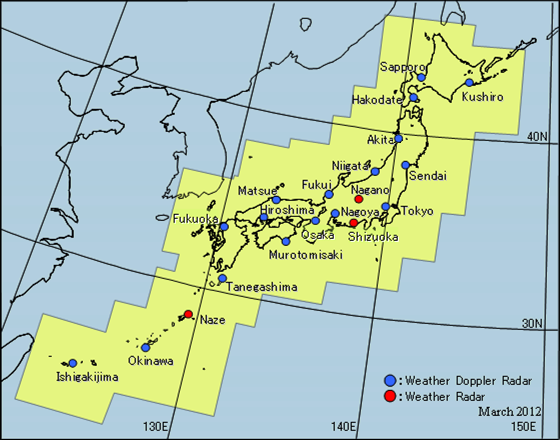 Sapporo
Kushiro
Hakodate
40N
Akita
Niigata
Sendai
Fukui
Nagano
Matsue
Hiroshima
Nagoya
Tokyo
Fukuoka
Osaka
Shizuoka
Murotomisaki
Tanegashima
Naze
30N
Okinawa
Ishigakijima
: Weather Doppler Radar
: Weather Radar
March 2012
130E
140E
150E